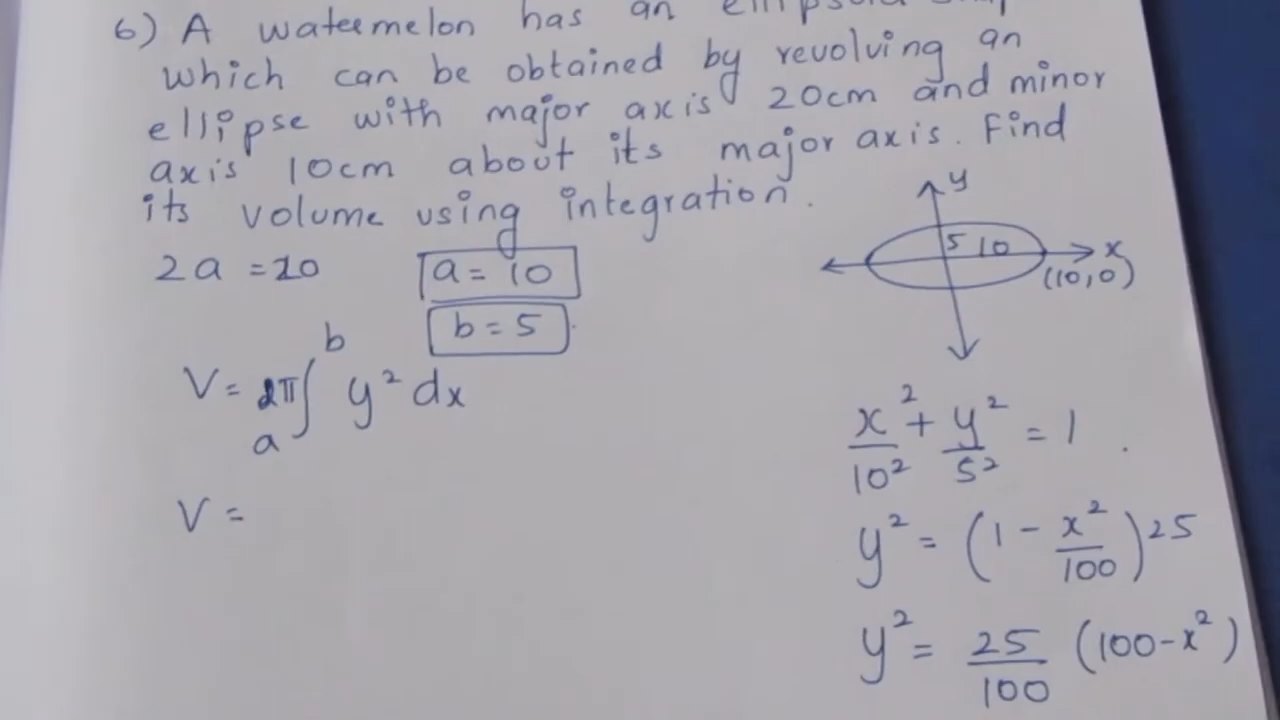 6) A watermelon has an
which can be obtained by revolving an
ellipse with major axis 20cm and minor
axis 10cm about its major axis. Find
its volume using integration.
2a = 20
a = 10
b = 5
V = 2π∫_a^b y² dx
V =
y
5 10
x
(10,0)
x²/10² + y²/5² = 1
y² = (1 - x²/100) 25
y² = 25/100 (100 - x²)